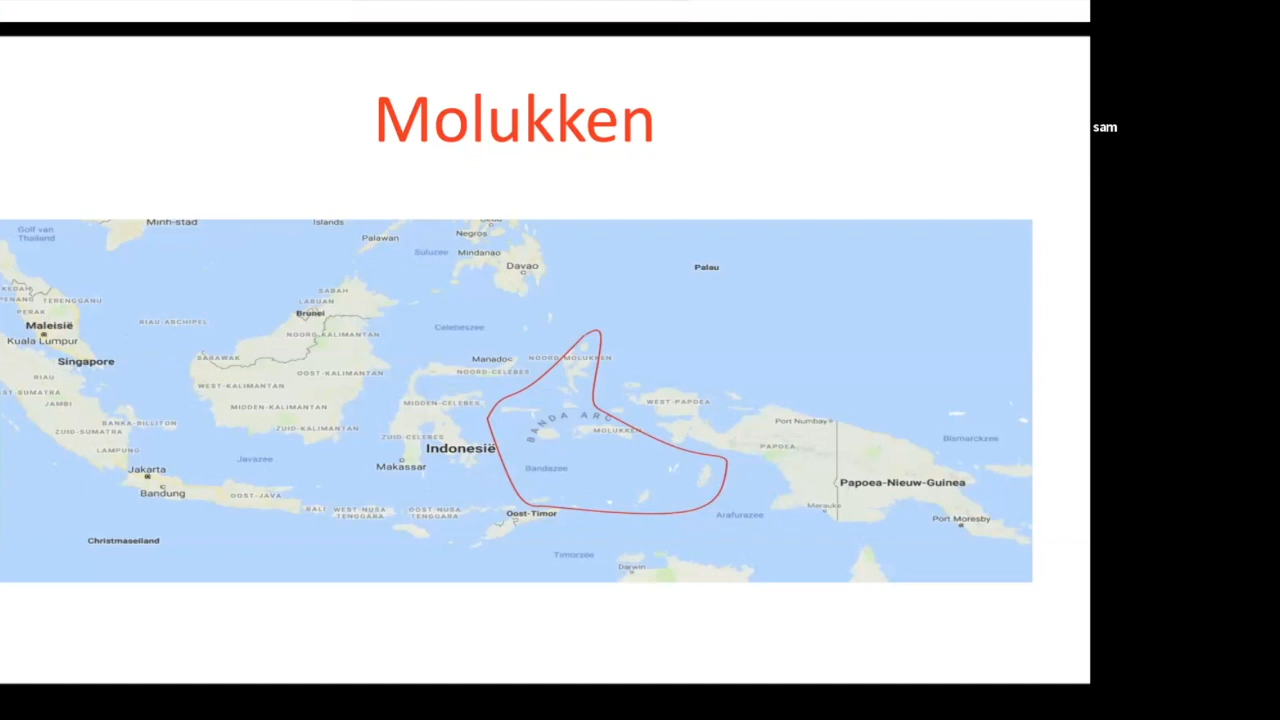 Molukken
sam
Minh-stad
Islands
Golf van
Thailand
Palawan
Negros
Suluzee
Mindanao
Davao
Palau
KEDAH
PENANG
TERENGGANU
PERAK
SABAH
LABUAN
Brunei
Maleisië
Kuala Lumpur
RIAU-ARCHIPEL
NOORD-KALIMANTAN
Celebeszee
Singapore
SARAWAK
Manado
NOORD-MOLUKKEN
NOORD-CELEBES
RIAU
WEST-KALIMANTAN
OOST-KALIMANTAN
ST-SUMATRA
JAMBI
MIDDEN-KALIMANTAN
MIDDEN-CELEBES
WEST-PAPOEA
BANDA ARC
BANKA-BILLITON
ZUID-SUMATRA
ZUID-KALIMANTAN
ZUID-CELEBES
MOLUKKEN
Port Numbay
Bismarckzee
LAMPUNG
Indonesië
PAPOEA
Javazee
Makassar
Bandazee
Jakarta
Bandung
OOST-JAVA
Papoea-Nieuw-Guinea
BALI
WEST-NUSA
TENGGARA
OOST-NUSA
TENGGARA
Oost-Timor
Arafurazee
Merauke
Port Moresby
Christmaseiland
Timorzee
Darwin